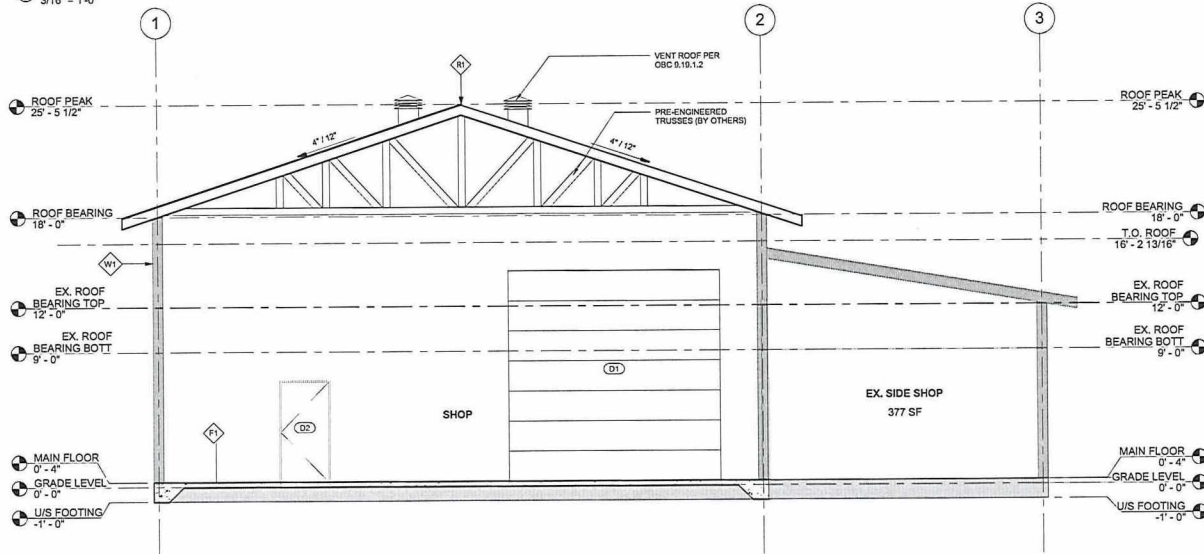 3/16" = 1'-0"
1
2
3
R1
VENT ROOF PER
OBC 9.19.1.2
PRE-ENGINEERED
TRUSSES (BY OTHERS)
ROOF PEAK
25' - 5 1/2"
ROOF PEAK
25' - 5 1/2"
4" / 12"
4" / 12"
ROOF BEARING
18' - 0"
ROOF BEARING
18' - 0"
T.O. ROOF
16' - 2 13/16"
W1
EX. ROOF
BEARING TOP
12' - 0"
EX. ROOF
BEARING TOP
12' - 0"
EX. ROOF
BEARING BOTT
9' - 0"
EX. ROOF
BEARING BOTT
9' - 0"
D1
EX. SIDE SHOP
377 SF
SHOP
D2
F1
MAIN FLOOR
0' - 4"
MAIN FLOOR
0' - 4"
GRADE LEVEL
0' - 0"
GRADE LEVEL
0' - 0"
U/S FOOTING
-1' - 0"
U/S FOOTING
-1' - 0"